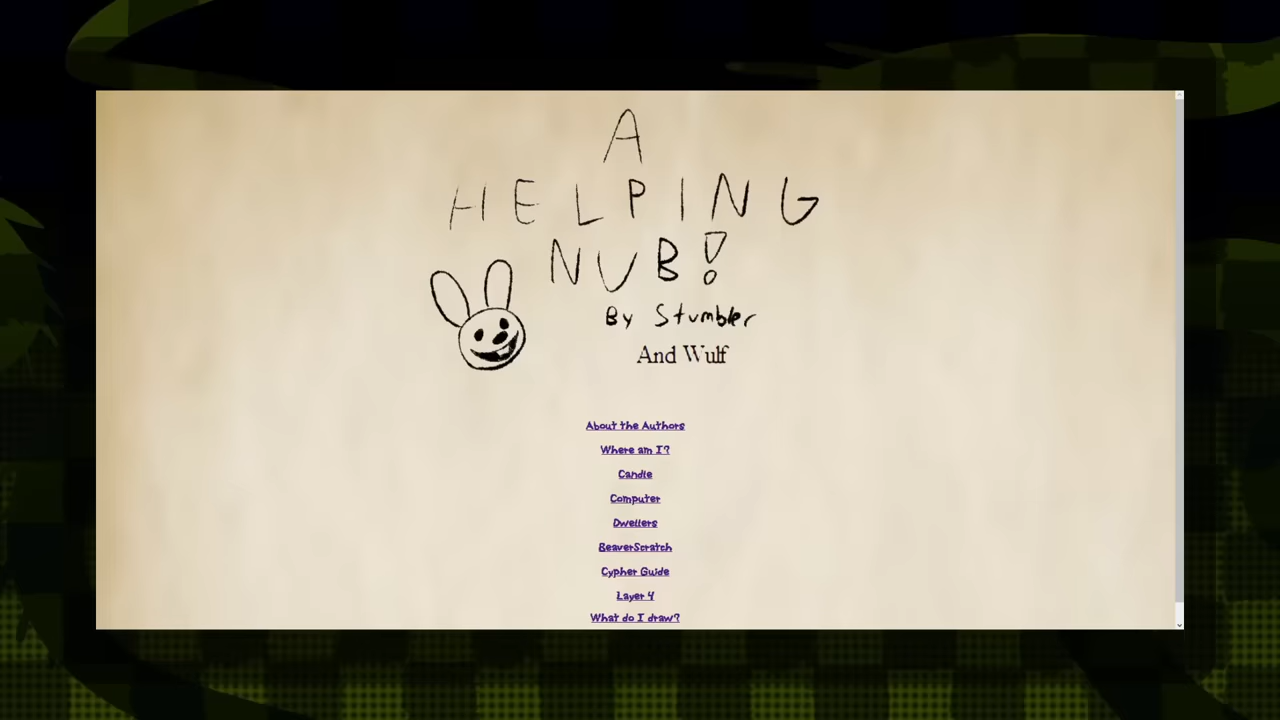 A
HELPING
NUB!
By Stumbler
And Wulf
About the Authors
Where am I?
Candle
Computer
Dwellers
BeaverScratch
Cypher Guide
Layer 4
What do I draw?